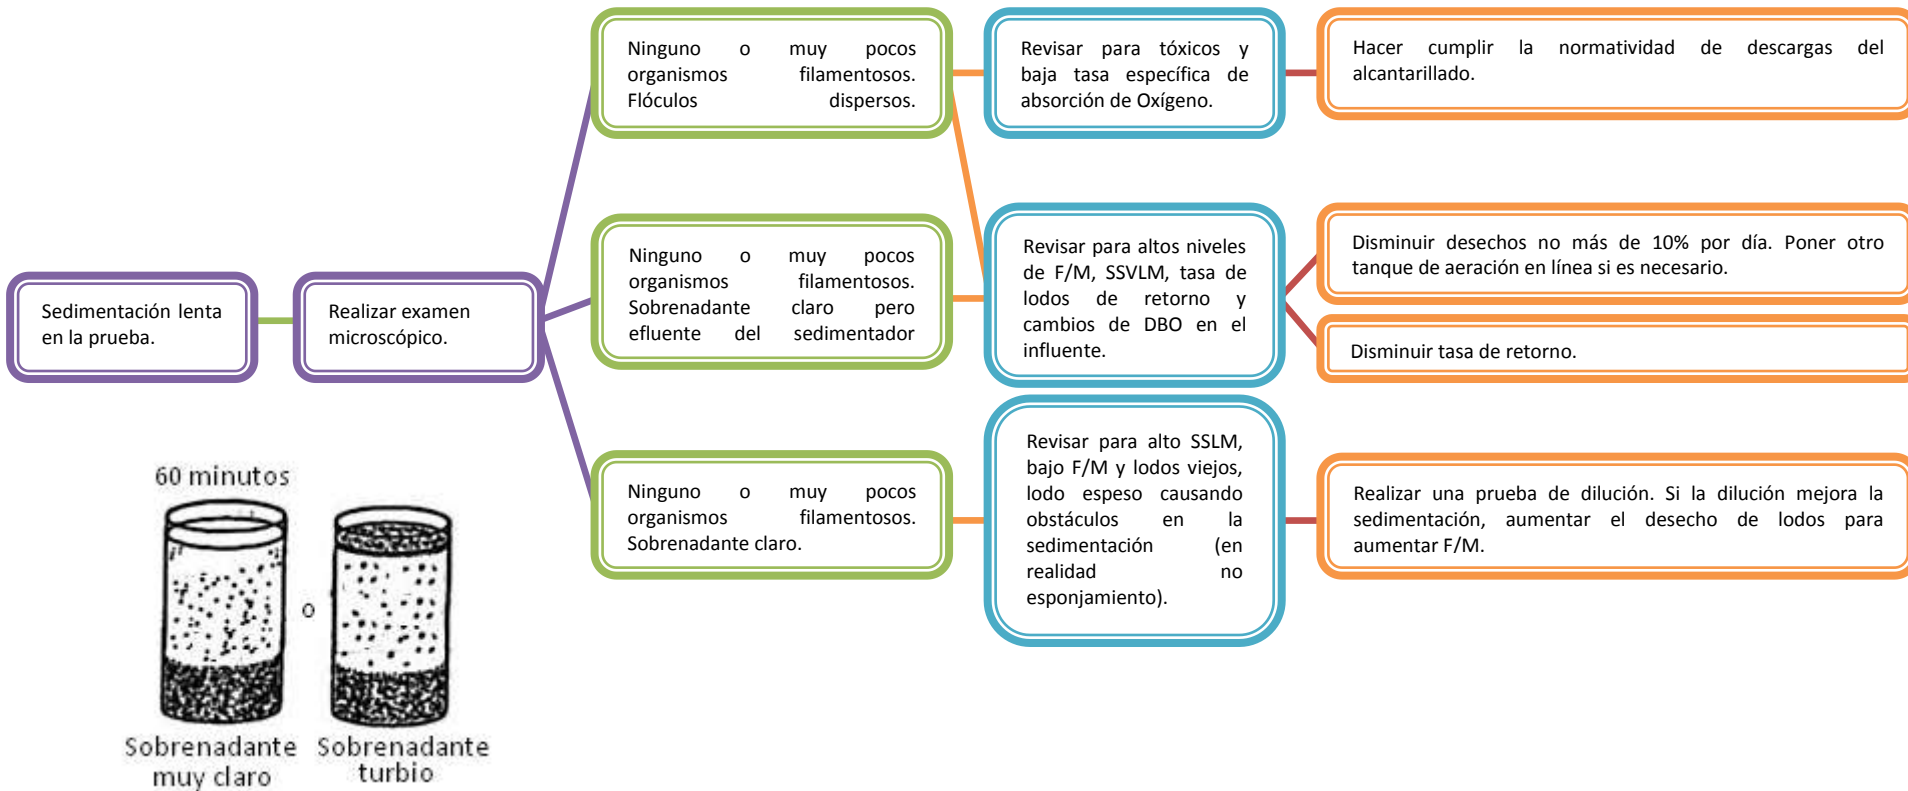 Sedimentación lenta
en la prueba.
Realizar examen
microscópico.
Ninguno o muy pocos
organismos filamentosos.
Flóculos dispersos.
Ninguno o muy pocos
organismos filamentosos.
Sobrenadante claro pero
efluente del sedimentador
Ninguno o muy pocos
organismos filamentosos.
Sobrenadante claro.
Revisar para tóxicos y
baja tasa específica de
absorción de Oxígeno.
Revisar para altos niveles
de F/M, SSVLM, tasa de
lodos de retorno y
cambios de DBO en el
influente.
Revisar para alto SSLM,
bajo F/M y lodos viejos,
lodo espeso causando
obstáculos en la
sedimentación (en
realidad no
esponjamiento).
Hacer cumplir la normatividad de descargas del
alcantarillado.
Disminuir desechos no más de 10% por día. Poner otro
tanque de aeración en línea si es necesario.
Disminuir tasa de retorno.
Realizar una prueba de dilución. Si la dilución mejora la
sedimentación, aumentar el desecho de lodos para
aumentar F/M.
60 minutos
o
Sobrenadante
muy claro
Sobrenadante
turbio